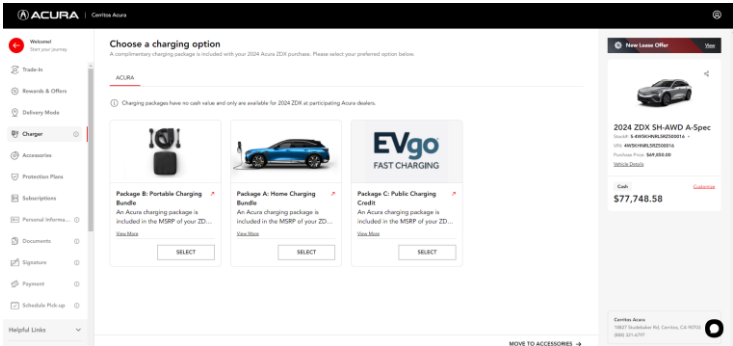 ACURA
Cerritos Acura
Welcome!
Start your journey
Trade-In
Rewards & Offers
Delivery Mode
Charger
Accessories
Protection Plans
Subscriptions
Personal Informa...
Documents
Signature
Payment
Schedule Pick-up
Helpful Links
Choose a charging option
A complimentary charging package is included with your 2024 Acura ZDX purchase. Please select your preferred option below.
ACURA
Charging packages have no cash value and only are available for 2024 ZDX at participating Acura dealers.
Package B: Portable Charging
Bundle
An Acura charging package is
included in the MSRP of your ZD...
View More
SELECT
Package A: Home Charging
Bundle
An Acura charging package is
included in the MSRP of your ZD...
View More
SELECT
EVgo
FAST CHARGING
Package C: Public Charging
Credit
An Acura charging package is
included in the MSRP of your ZD...
View More
SELECT
MOVE TO ACCESSORIES →
New Lease Offer
View
2024 ZDX SH-AWD A-Spec
Purchase Price: $69,850.00
Vehicle Details
Cash
Customize
$77,748.58
Cerritos Acura
18827 Studebaker Rd, Cerritos, CA 90703